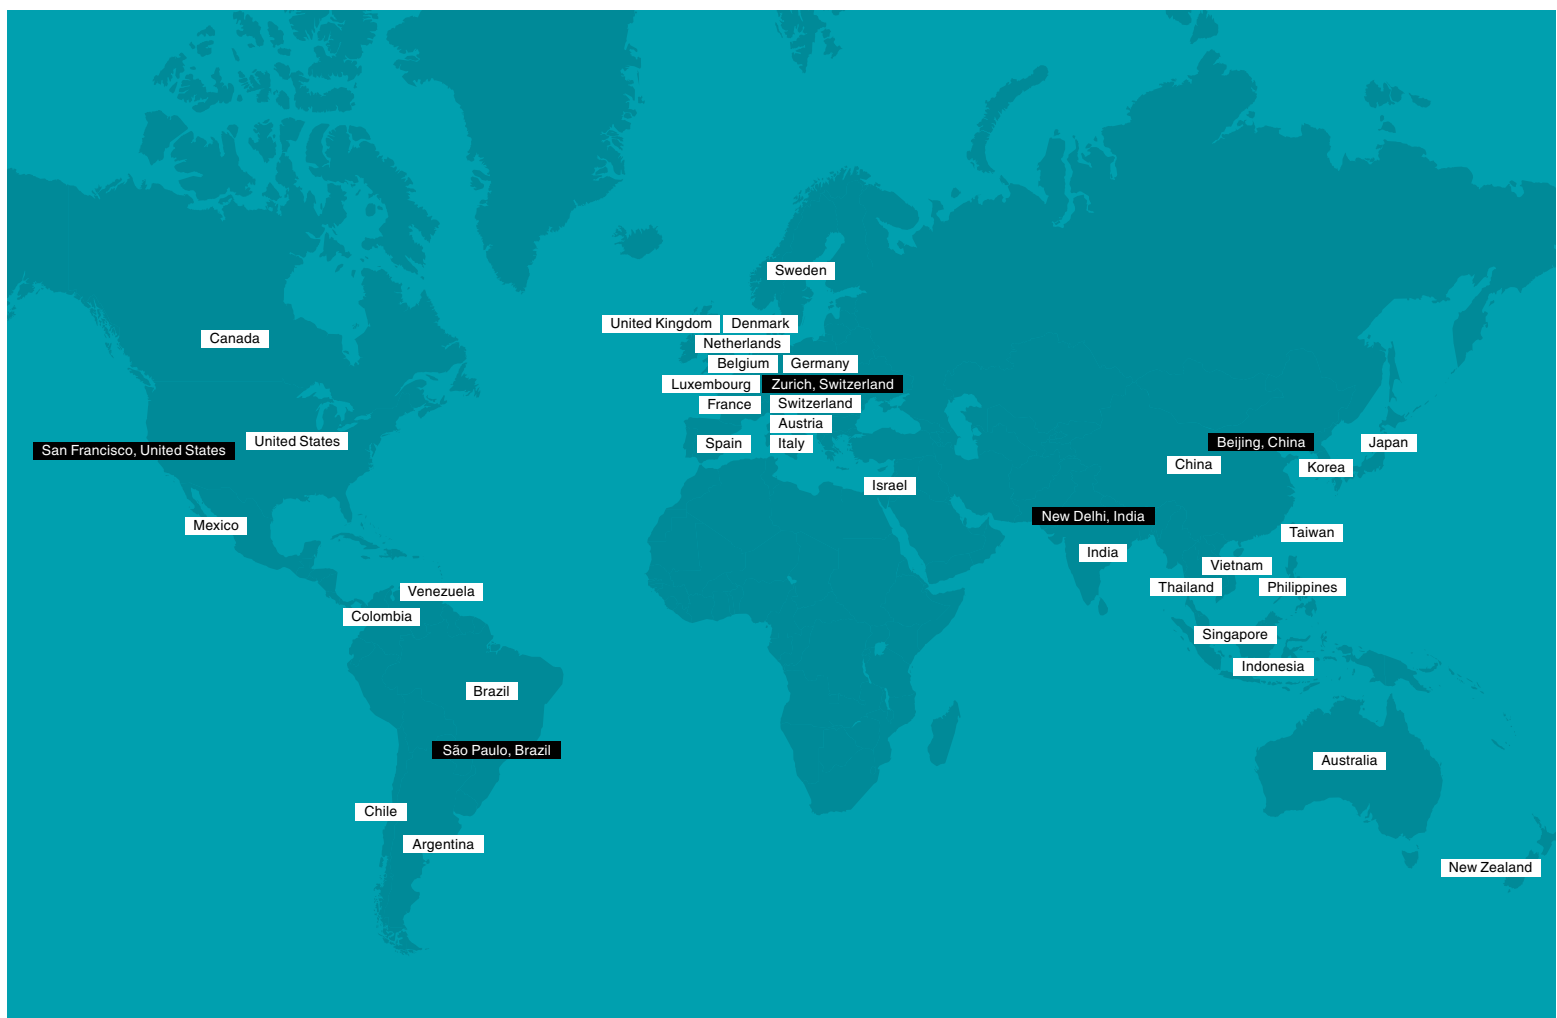 Sweden
United Kingdom
Denmark
Canada
Netherlands
Belgium
Germany
Luxembourg
Zurich, Switzerland
France
Switzerland
Austria
United States
San Francisco, United States
Spain
Italy
Beijing, China
Japan
China
Korea
Israel
Mexico
New Delhi, India
Taiwan
India
Vietnam
Thailand
Philippines
Venezuela
Colombia
Singapore
Indonesia
Brazil
São Paulo, Brazil
Australia
Chile
Argentina
New Zealand